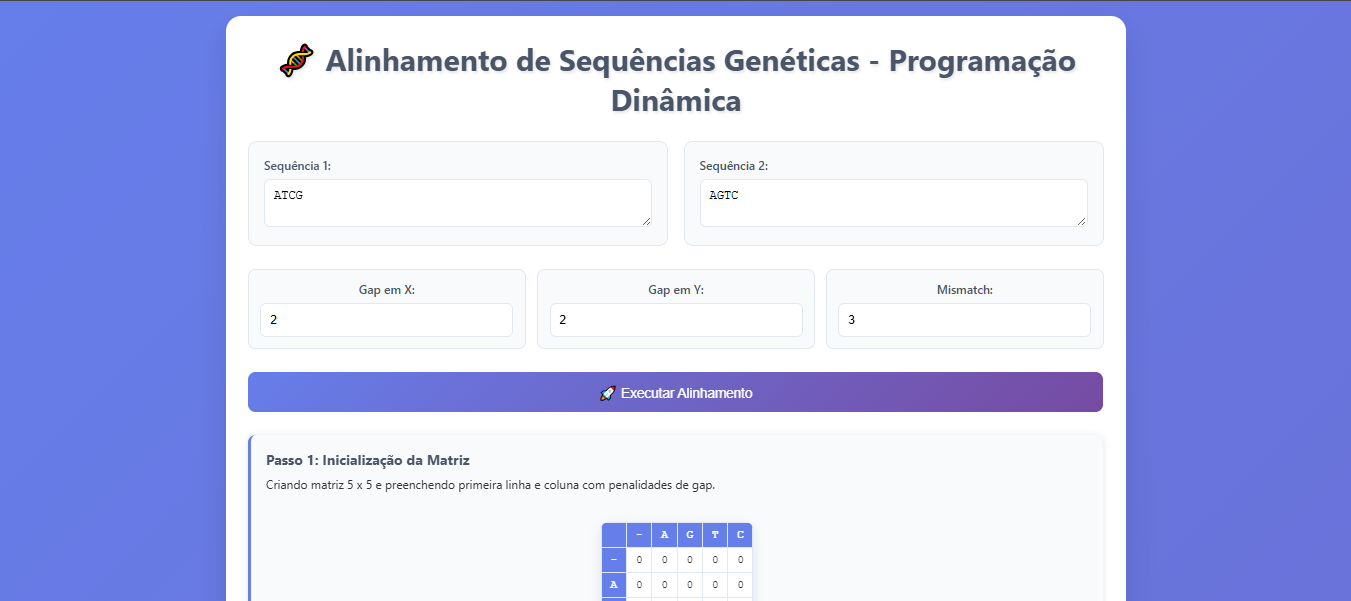 Alinhamento de Sequências Genéticas - Programação
Dinâmica
Sequência 1:
ATCG
Sequência 2:
AGTC
Gap em X:
2
Gap em Y:
2
Mismatch:
3
Executar Alinhamento
Passo 1: Inicialização da Matriz
Criando matriz 5 x 5 e preenchendo primeira linha e coluna com penalidades de gap.
- A G T C
- 0 0 0 0 0
A 0 0 0 0 0